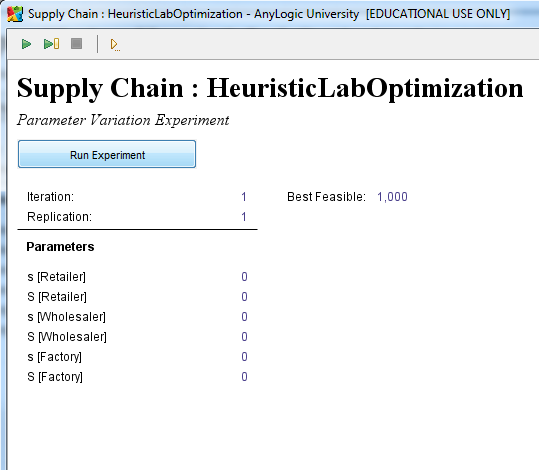 Supply Chain : HeuristicLabOptimization - AnyLogic University [EDUCATIONAL USE ONLY]
Supply Chain : HeuristicLabOptimization
Parameter Variation Experiment
Run Experiment
Iteration: 1 Best Feasible: 1,000
Replication: 1
Parameters
s [Retailer] 0
S [Retailer] 0
s [Wholesaler] 0
S [Wholesaler] 0
s [Factory] 0
S [Factory] 0